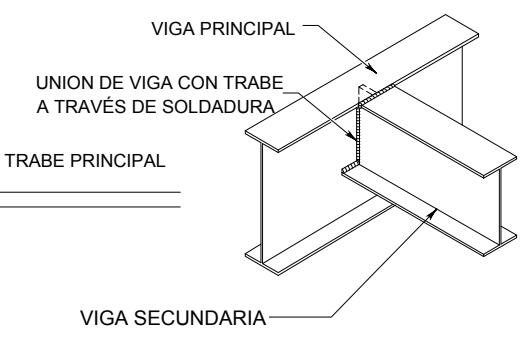 VIGA PRINCIPAL
UNION DE VIGA CON TRABE
A TRAVÉS DE SOLDADURA
TRABE PRINCIPAL
VIGA SECUNDARIA